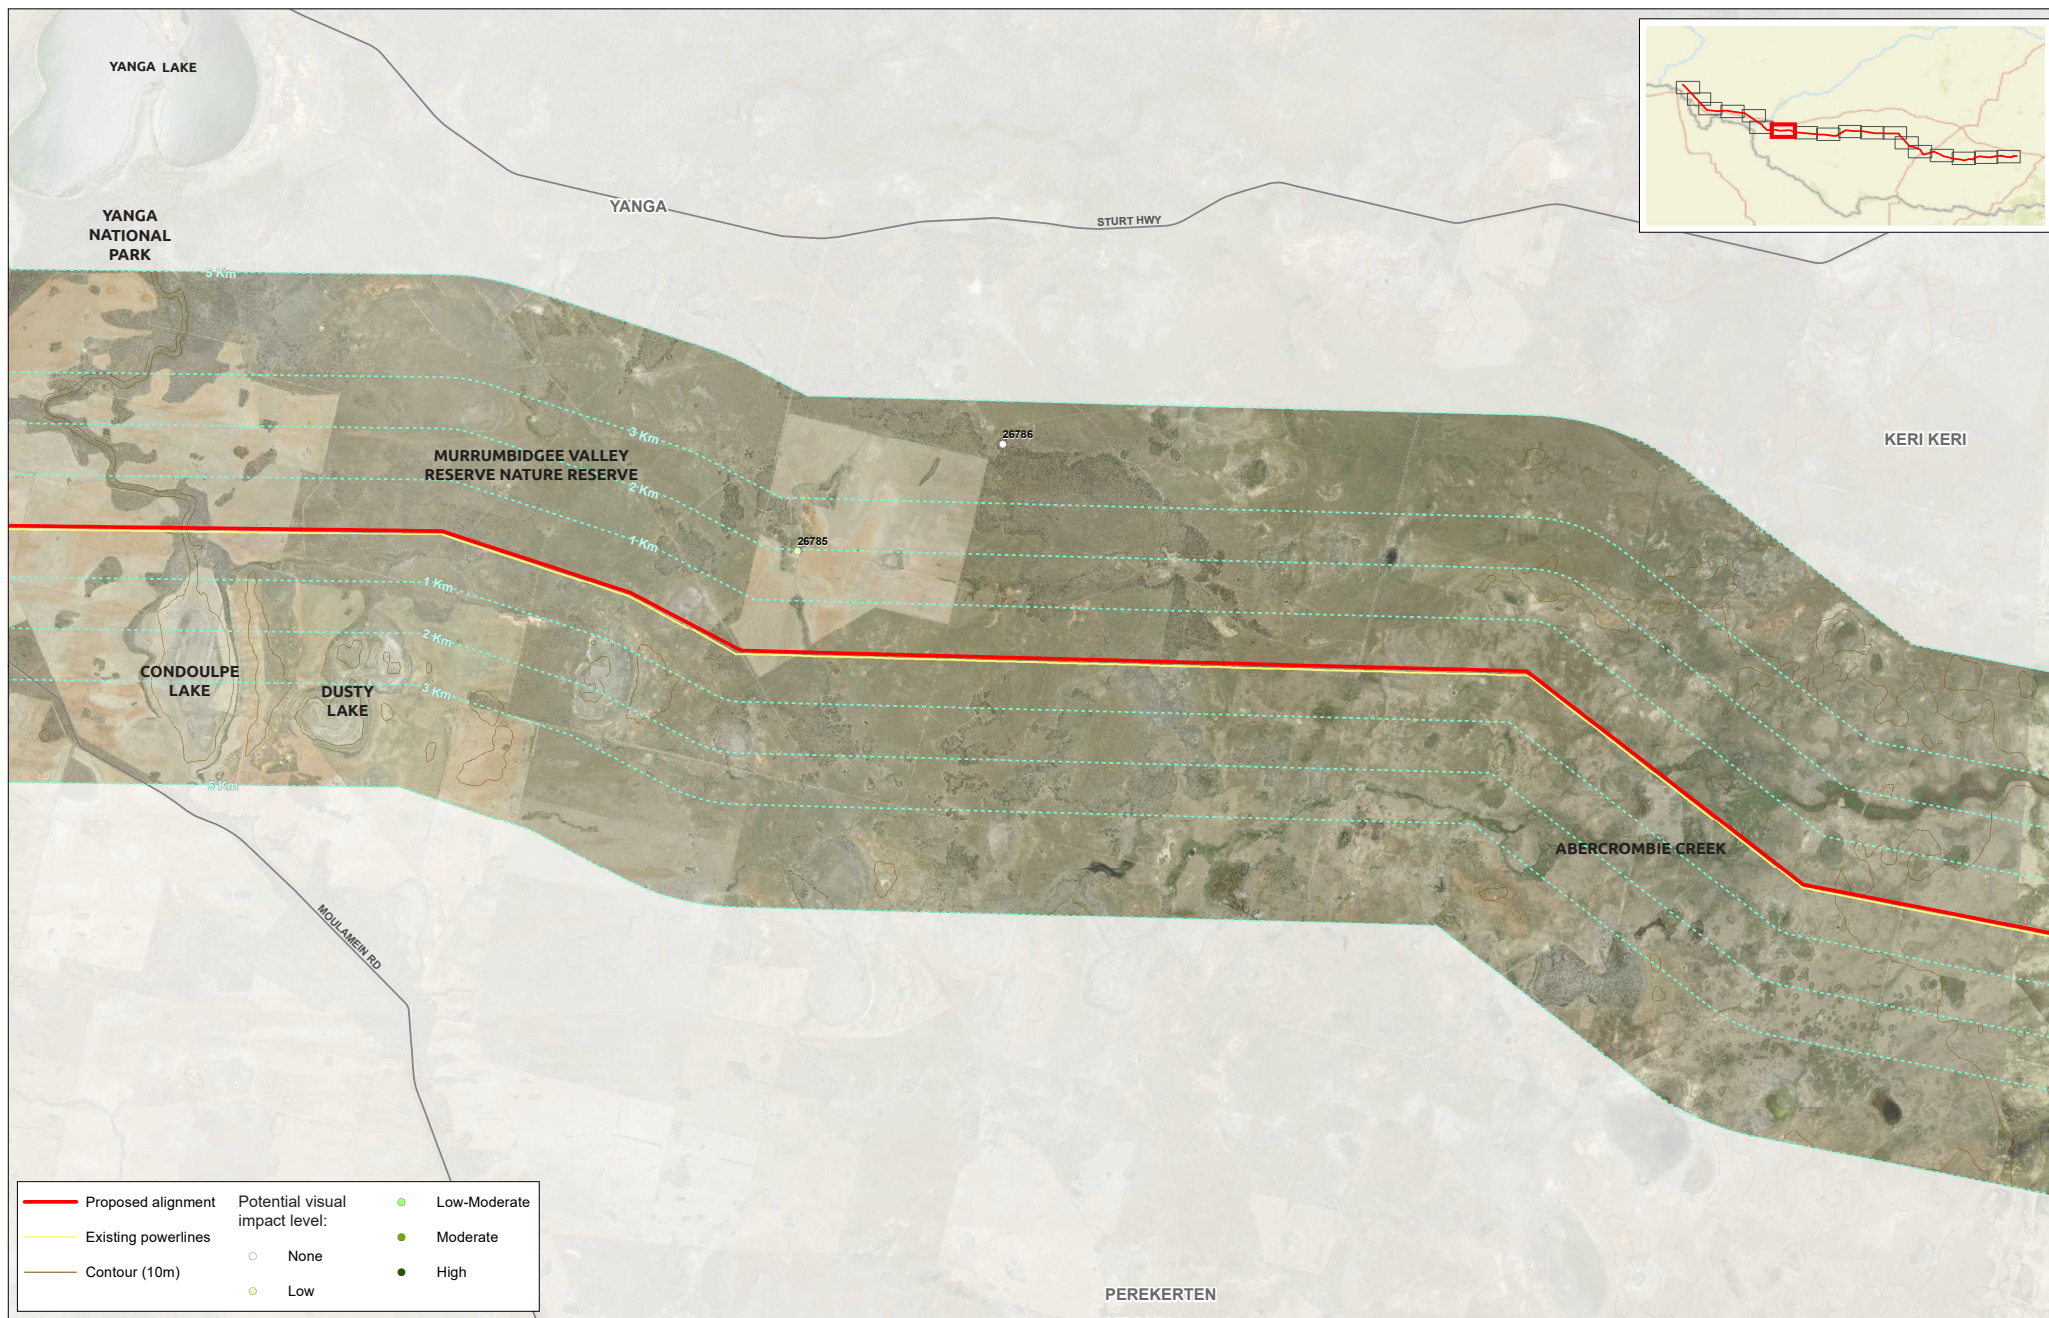 YANGA LAKE
YANGA
NATIONAL
PARK
YANGA
STURT HWY
5 Km
KERI KERI
26786
3 Km
MURRUMBIDGEE VALLEY
RESERVE NATURE RESERVE
2 Km
26785
1 Km
1 Km
2 Km
CONDOULPE
LAKE
DUSTY
LAKE
3 Km
5 Km
ABERCROMBIE CREEK
MOULAMEIN RD
PEREKERTEN
Proposed alignment
Existing powerlines
Contour (10m)
Potential visual
impact level:
None
Low
Low-Moderate
Moderate
High